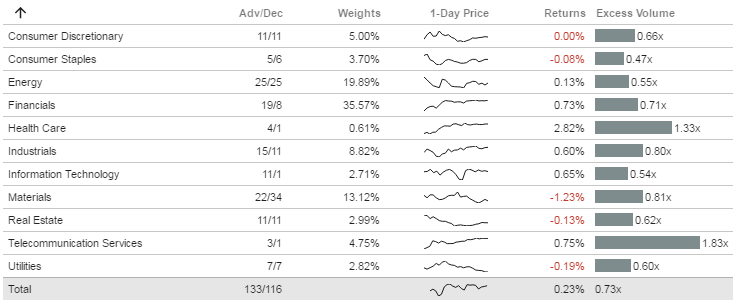 Adv/Dec Weights 1-Day Price Returns Excess Volume
Consumer Discretionary 11/11 5.00% 0.00% 0.66x
Consumer Staples 5/6 3.70% -0.08% 0.47x
Energy 25/25 19.89% 0.13% 0.55x
Financials 19/8 35.57% 0.73% 0.71x
Health Care 4/1 0.61% 2.82% 1.33x
Industrials 15/11 8.82% 0.60% 0.80x
Information Technology 11/1 2.71% 0.65% 0.54x
Materials 22/34 13.12% -1.23% 0.81x
Real Estate 11/11 2.99% -0.13% 0.62x
Telecommunication Services 3/1 4.75% 0.75% 1.83x
Utilities 7/7 2.82% -0.19% 0.60x
Total 133/116 0.23% 0.73x